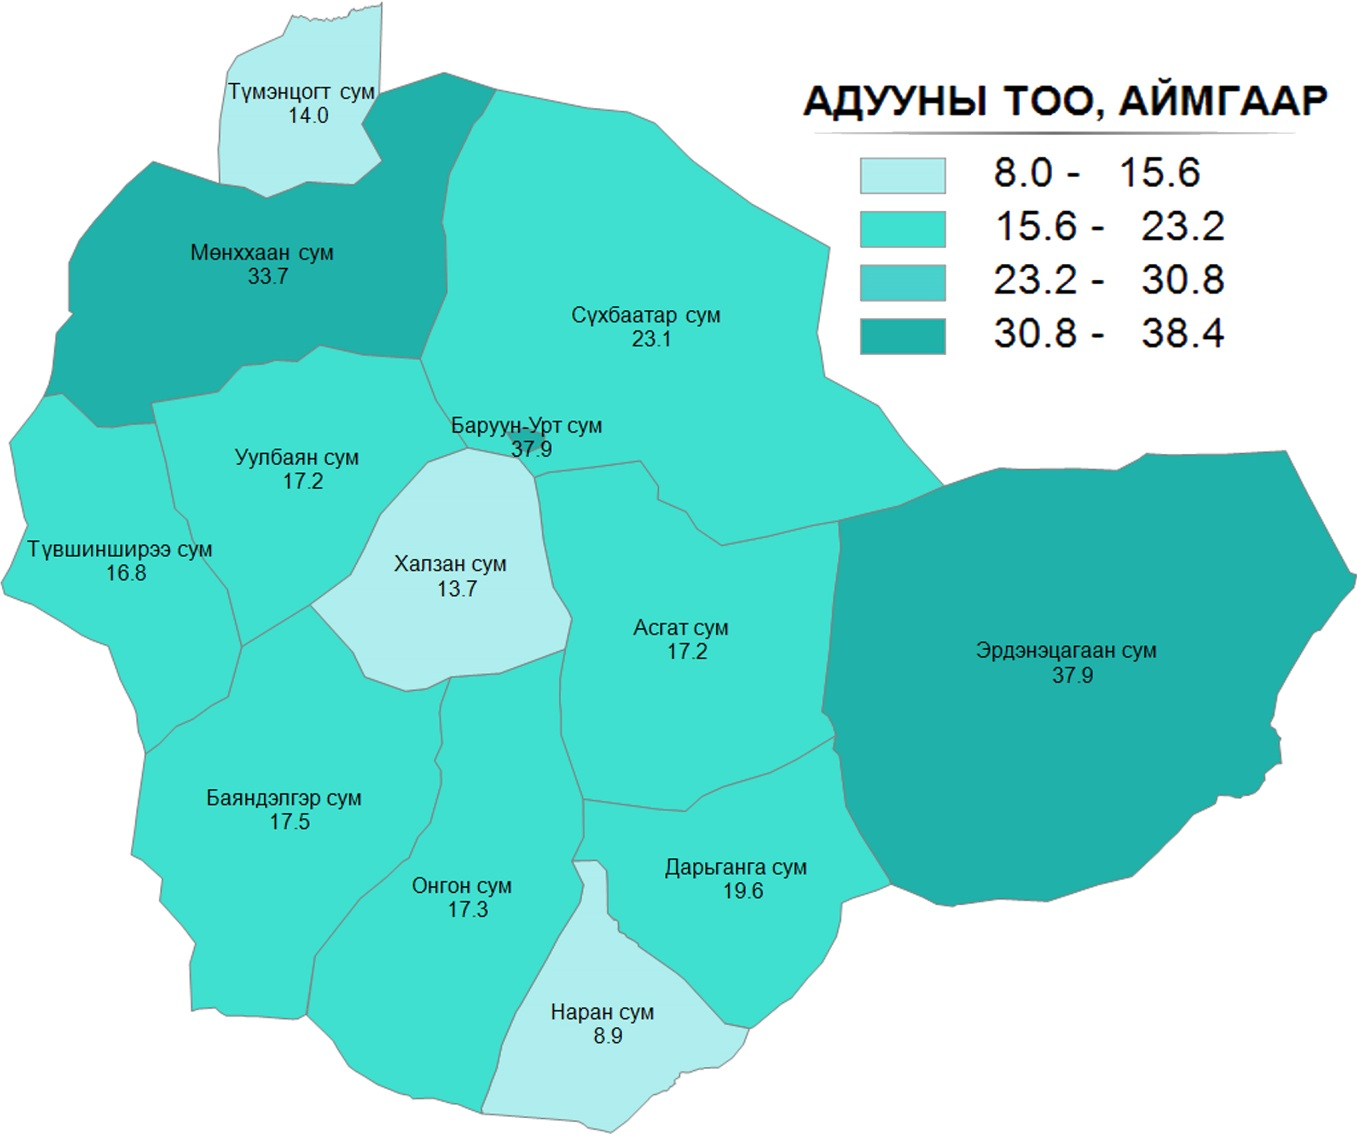 Түмэнцогт сум
14.0
АДУУНЫ ТОО, АЙМГААР
8.0 - 15.6
15.6 - 23.2
23.2 - 30.8
30.8 - 38.4
Мөнххаан сум
33.7
Сүхбаатар сум
23.1
Баруун-Урт сум
37.9
Уулбаян сум
17.2
Түвшинширээ сум
16.8
Халзан сум
13.7
Асгат сум
17.2
Эрдэнэцагаан сум
37.9
Баяндэлгэр сум
17.5
Онгон сум
17.3
Дарьганга сум
19.6
Наран сум
8.9